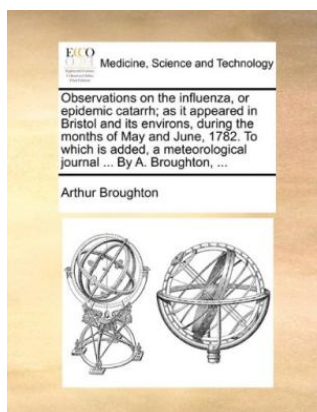 ECCO
Medicine, Science and Technology
Observations on the influenza, or
epidemic catarrh; as it appeared in
Bristol and its environs, during the
months of May and June, 1782. To
which is added, a meteorological
journal ... By A. Broughton, ...
Arthur Broughton